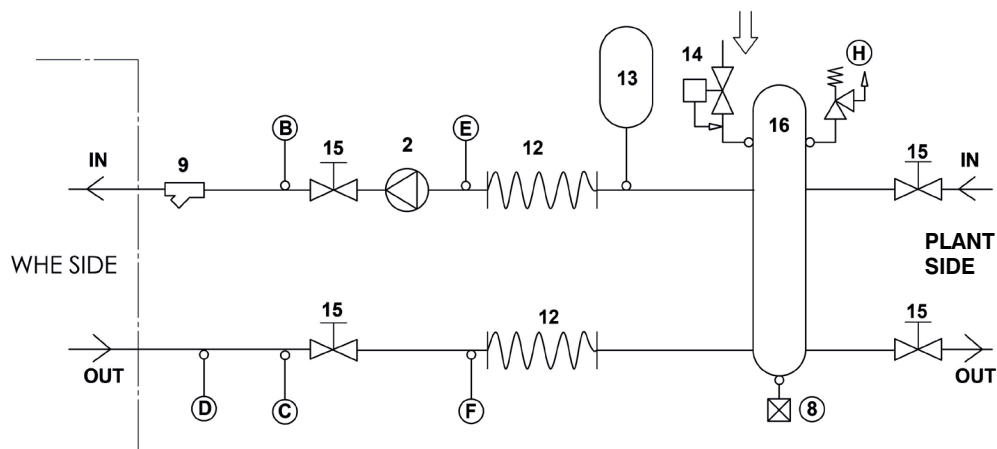 14
H
13
16
B
15
2
E
12
15
IN
9
IN
WHE SIDE
PLANT
SIDE
15
12
15
OUT
OUT
D
C
F
8